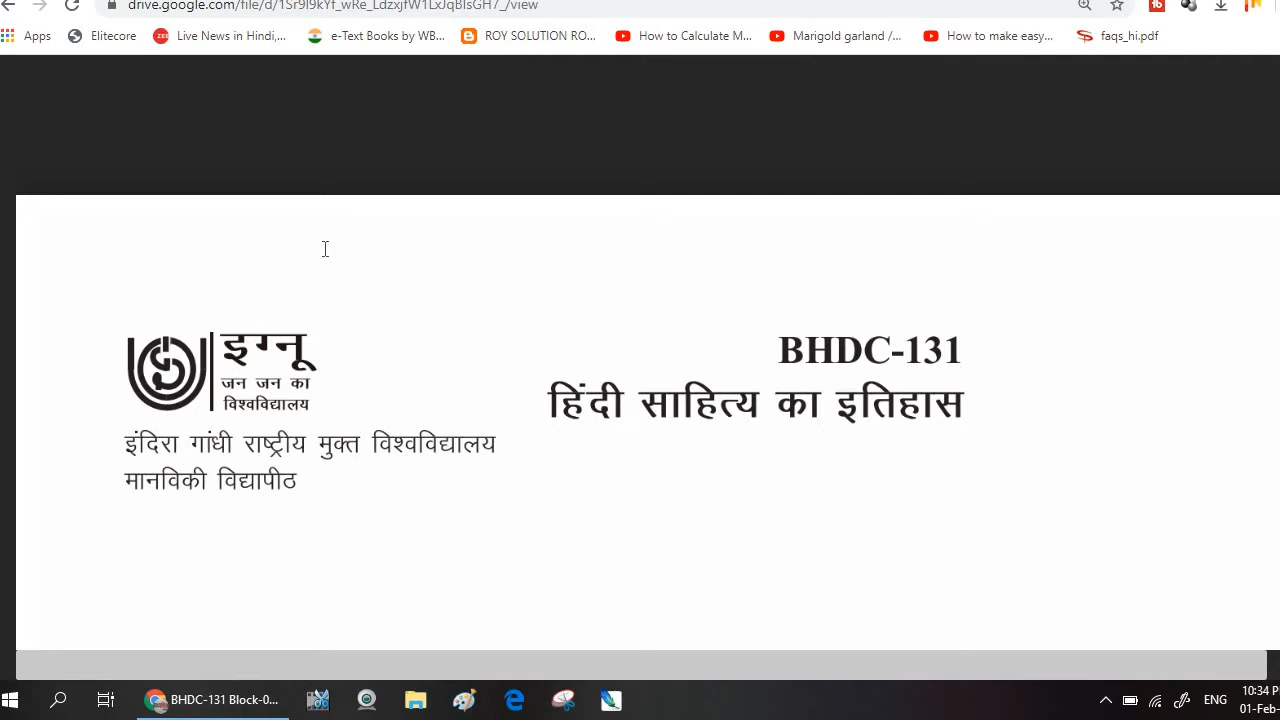 drive.google.com/file/d/1Sr9I9kYf_wRe_LdzxjfW1LxJqBIsGH7_/view
Apps Elitecore Live News in Hindi,... e-Text Books by WB... ROY SOLUTION RO... How to Calculate M... Marigold garland /... How to make easy... faqs_hi.pdf
इग्नू
जन जन का
विश्वविद्यालय
इंदिरा गांधी राष्ट्रीय मुक्त विश्वविद्यालय
मानविकी विद्यापीठ
BHDC-131
हिंदी साहित्य का इतिहास
BHDC-131 Block-0...
ENG
10:34 P
01-Feb-